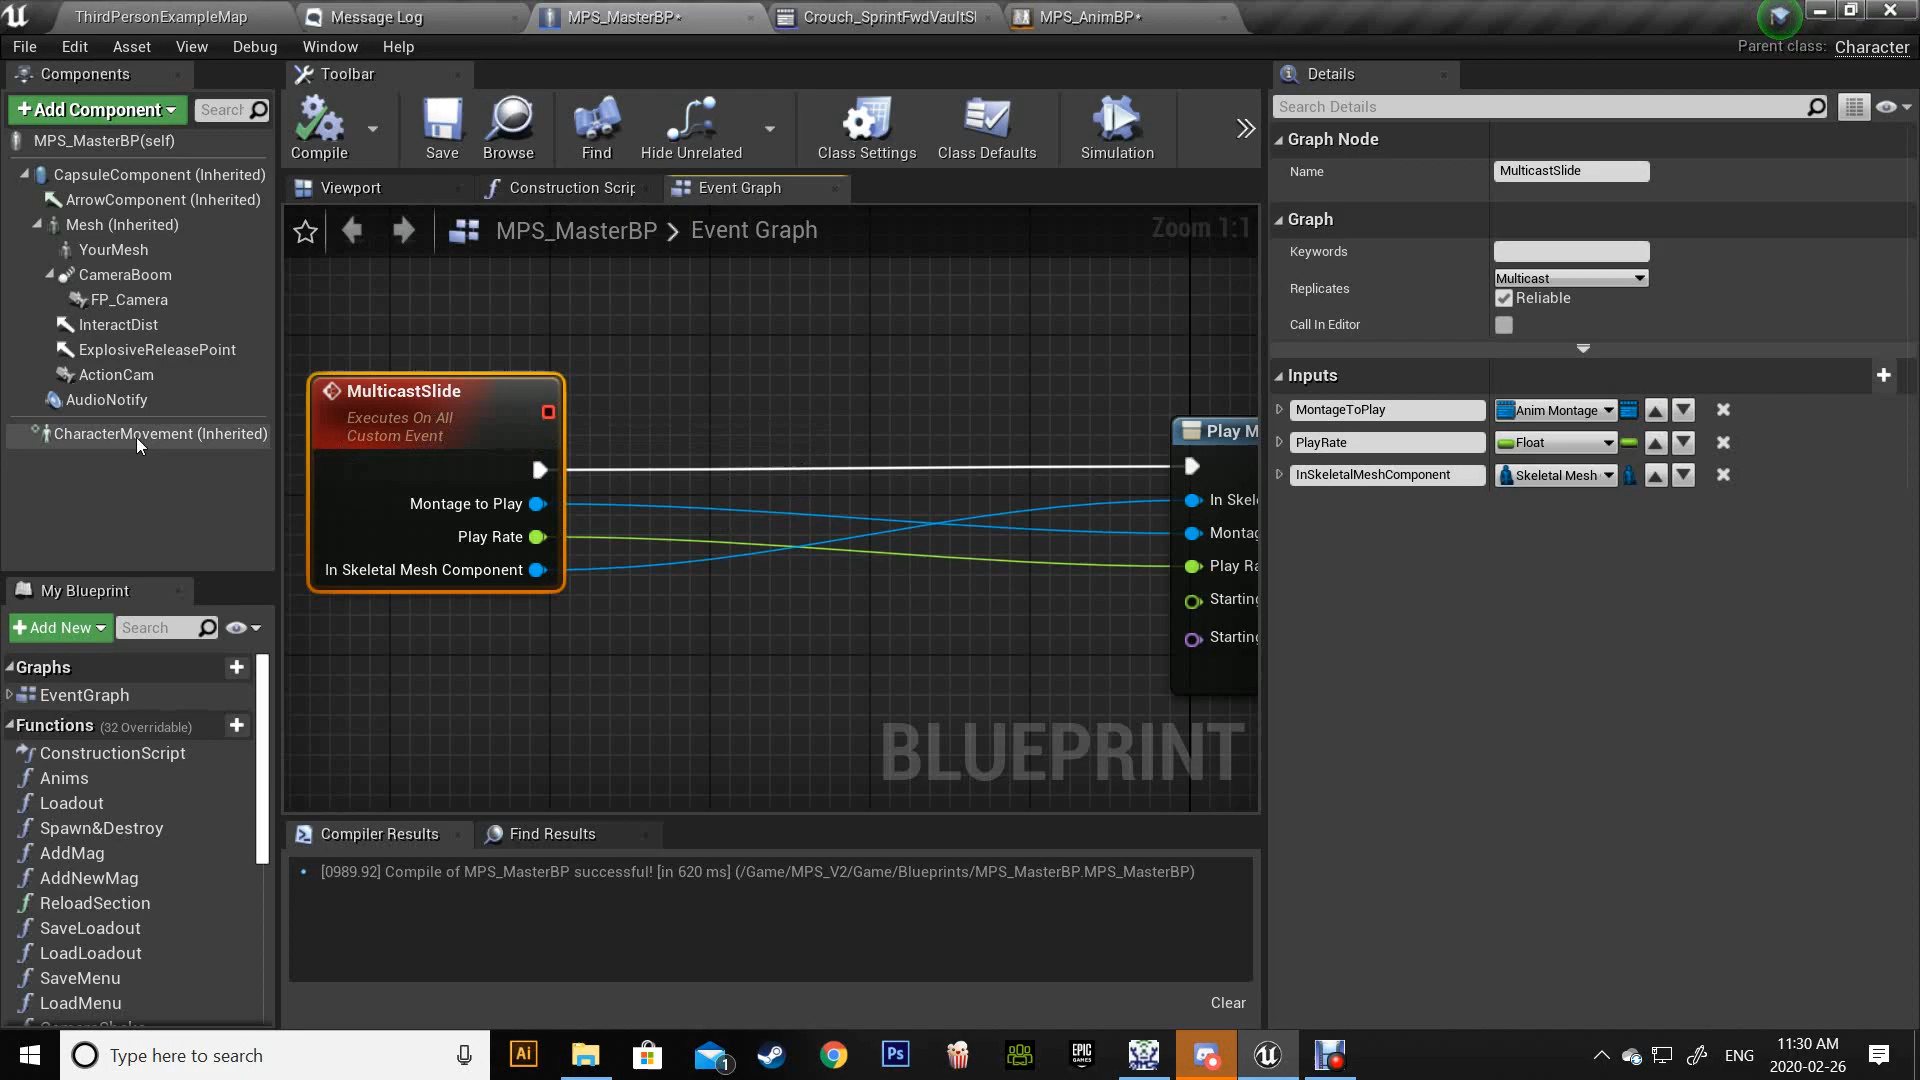 ThirdPersonExampleMap
Message Log
MPS_MasterBP*
Crouch_SprintFwdVaultSl
MPS_AnimBP*
File Edit Asset View Debug Window Help
Parent class: Character
Components
Toolbar
Details
+Add Component
Search
Search Details
MPS_MasterBP(self)
CapsuleComponent (Inherited)
ArrowComponent (Inherited)
Mesh (Inherited)
YourMesh
CameraBoom
FP_Camera
InteractDist
ExplosiveReleasePoint
ActionCam
AudioNotify
CharacterMovement (Inherited)
Compile
Save
Browse
Find
Hide Unrelated
Class Settings
Class Defaults
Simulation
Viewport
Construction Scrip
Event Graph
MPS_MasterBP > Event Graph
Zoom 1:1
MulticastSlide
Executes On All
Custom Event
Montage to Play
Play Rate
In Skeletal Mesh Component
Play M
In Skel
Montag
Play Ra
Starting
Starting
BLUEPRINT
Graph Node
Name
MulticastSlide
Graph
Keywords
Replicates
Multicast
Reliable
Call In Editor
Inputs
MontageToPlay
Anim Montage
PlayRate
Float
InSkeletalMeshComponent
Skeletal Mesh
My Blueprint
+Add New
Search
Graphs
EventGraph
Functions (32 Overridable)
ConstructionScript
Anims
Loadout
Spawn&Destroy
AddMag
AddNewMag
ReloadSection
SaveLoadout
LoadLoadout
SaveMenu
LoadMenu
Compiler Results
Find Results
[0989.92] Compile of MPS_MasterBP successful! [in 620 ms] (/Game/MPS_V2/Game/Blueprints/MPS_MasterBP.MPS_MasterBP)
Clear
Type here to search
Ai
1
Ps
EPIC
GAMES
ENG
11:30 AM
2020-02-26